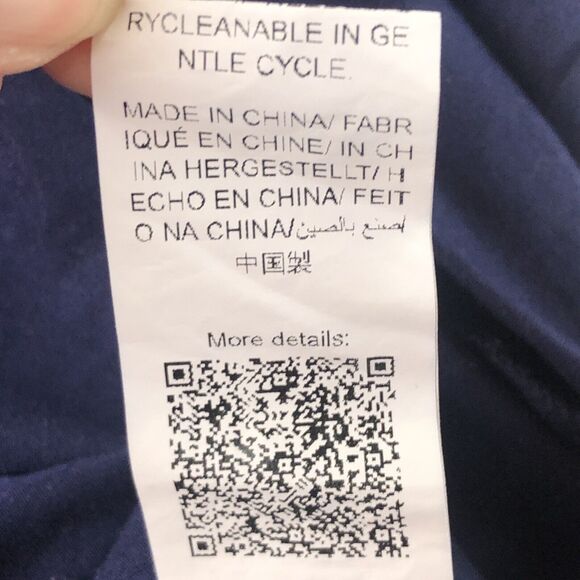 RYCLEANABLE IN GE
NTLE CYCLE.
MADE IN CHINA/ FABR
IQUÉ EN CHINE/ IN CH
INA HERGESTELLT/ H
ECHO EN CHINA/ FEIT
O NA CHINA/صنع بالصين/
中国製
More details: